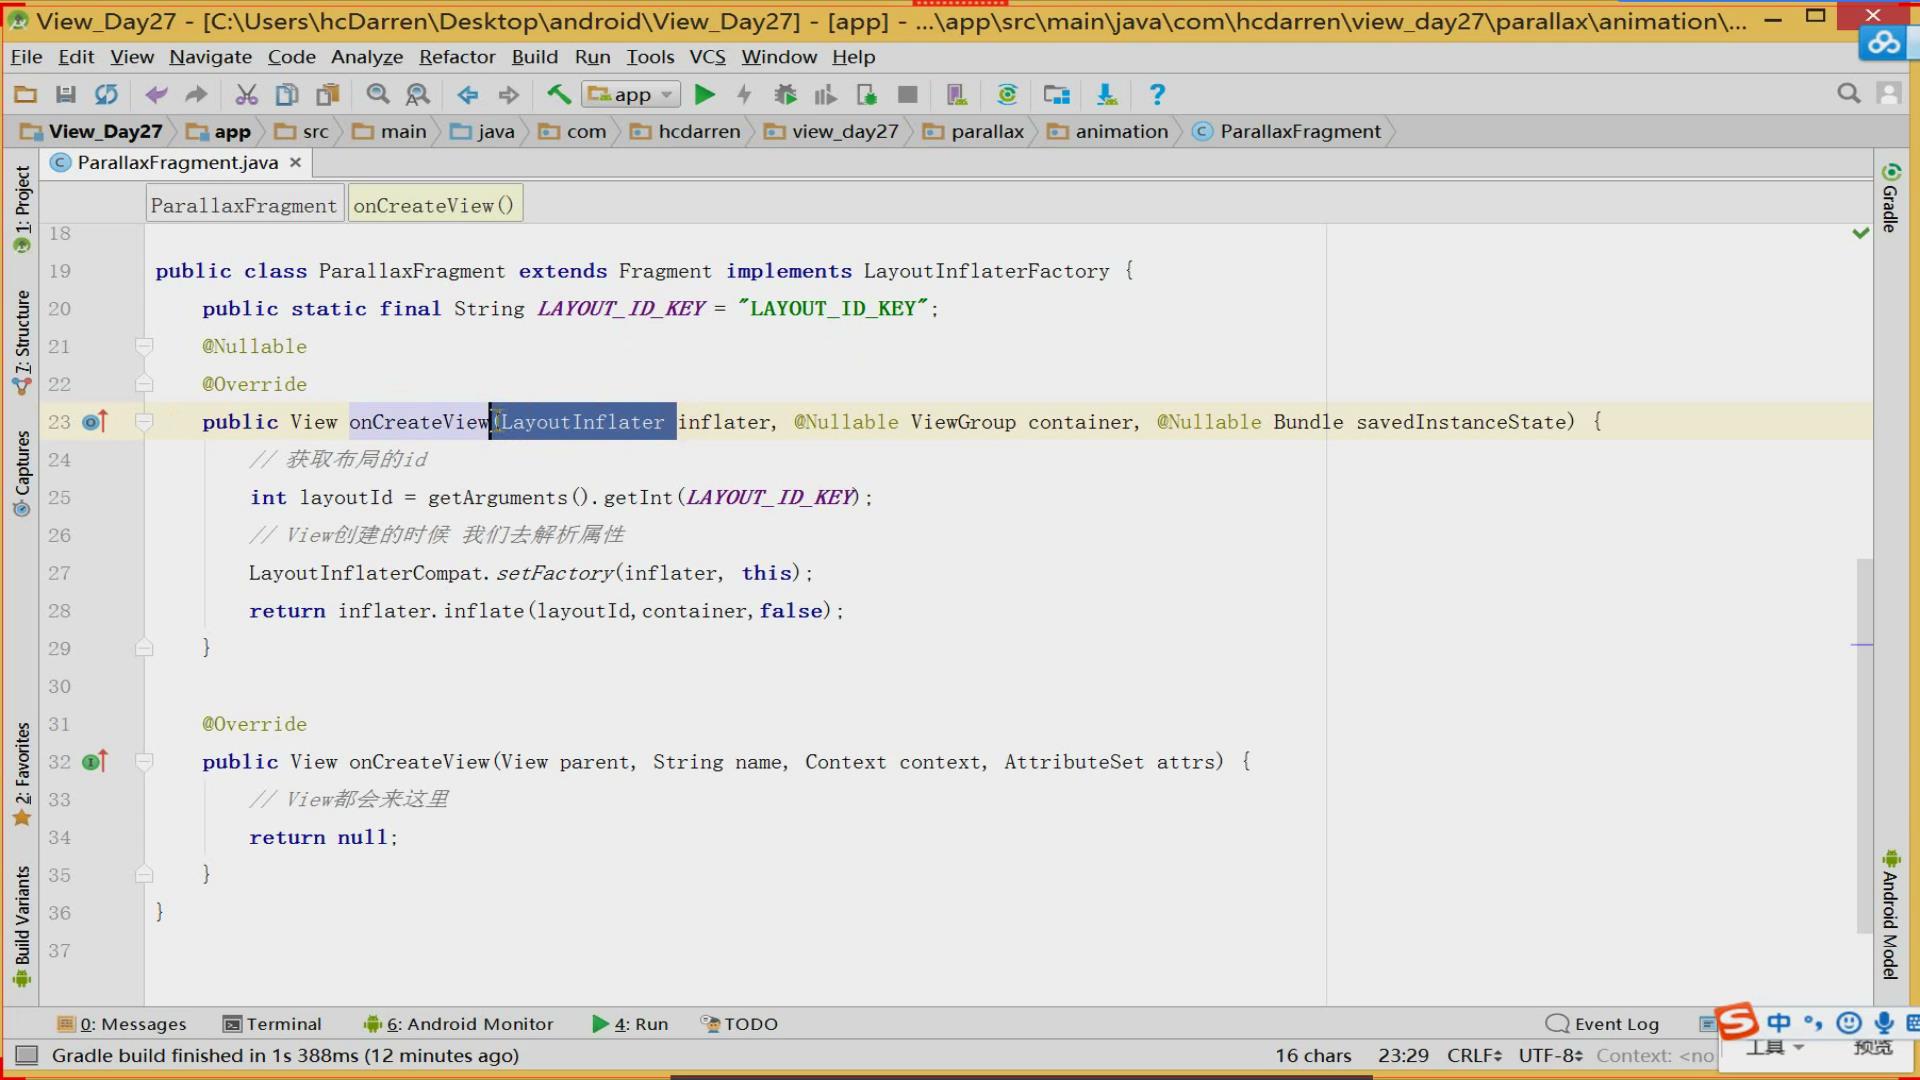 View_Day27 - [C:\Users\hcDarren\Desktop\android\View_Day27] - [app] - ...\app\src\main\java\com\hcdarren\view_day27\parallax\animation\...
File Edit View Navigate Code Analyze Refactor Build Run Tools VCS Window Help
app
View_Day27 app src main java com hcdarren view_day27 parallax animation ParallaxFragment
ParallaxFragment.java
ParallaxFragment onCreateView()
1: Project
7: Structure
Captures
2: Favorites
Build Variants
Gradle
Android Model
18
19 public class ParallaxFragment extends Fragment implements LayoutInflaterFactory {
20 public static final String LAYOUT_ID_KEY = "LAYOUT_ID_KEY";
21 @Nullable
22 @Override
23 public View onCreateView(LayoutInflater inflater, @Nullable ViewGroup container, @Nullable Bundle savedInstanceState) {
24 // 获取布局的id
25 int layoutId = getArguments().getInt(LAYOUT_ID_KEY);
26 // View创建的时候 我们去解析属性
27 LayoutInflaterCompat.setFactory(inflater, this);
28 return inflater.inflate(layoutId,container,false);
29 }
30
31 @Override
32 public View onCreateView(View parent, String name, Context context, AttributeSet attrs) {
33 // View都会来这里
34 return null;
35 }
36 }
37
0: Messages Terminal 6: Android Monitor 4: Run TODO Event Log
中
Gradle build finished in 1s 388ms (12 minutes ago) 16 chars 23:29 CRLF UTF-8 Context: <no
工具 预览